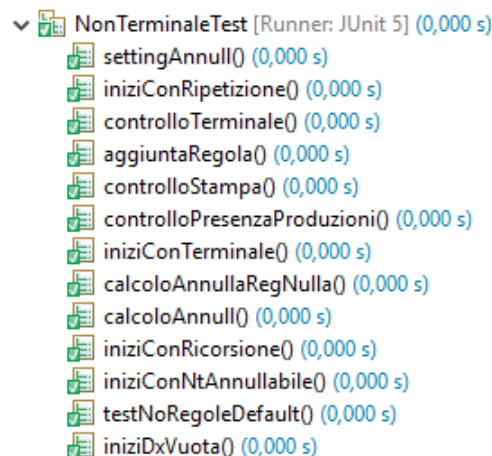 NonTerminaleTest [Runner: JUnit 5] (0,000 s)
settingAnnull() (0,000 s)
iniziConRipetizione() (0,000 s)
controlloTerminale() (0,000 s)
aggiuntaRegola() (0,000 s)
controlloStampa() (0,000 s)
controlloPresenzaProduzioni() (0,000 s)
iniziConTerminale() (0,000 s)
calcoloAnnullaRegNulla() (0,000 s)
calcoloAnnull() (0,000 s)
iniziConRicorsione() (0,000 s)
iniziConNtAnnullabile() (0,000 s)
testNoRegoleDefault() (0,000 s)
iniziDxVuota() (0,000 s)